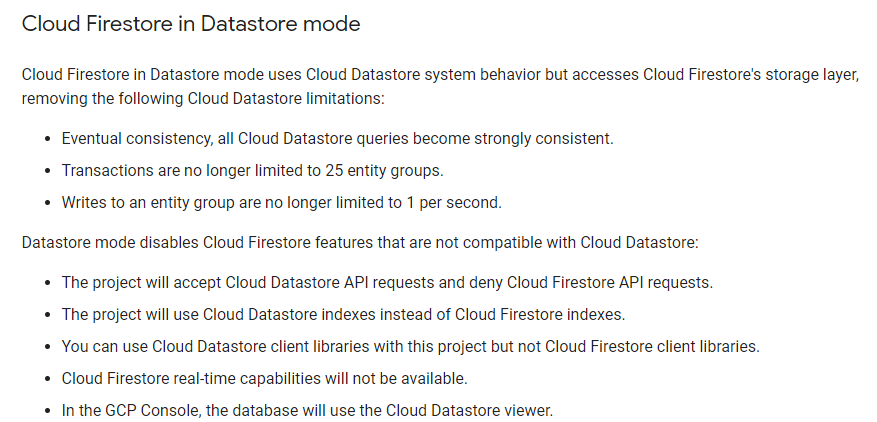 Cloud Firestore in Datastore mode
Cloud Firestore in Datastore mode uses Cloud Datastore system behavior but accesses Cloud Firestore's storage layer,
removing the following Cloud Datastore limitations:
• Eventual consistency, all Cloud Datastore queries become strongly consistent.
• Transactions are no longer limited to 25 entity groups.
• Writes to an entity group are no longer limited to 1 per second.
Datastore mode disables Cloud Firestore features that are not compatible with Cloud Datastore:
• The project will accept Cloud Datastore API requests and deny Cloud Firestore API requests.
• The project will use Cloud Datastore indexes instead of Cloud Firestore indexes.
• You can use Cloud Datastore client libraries with this project but not Cloud Firestore client libraries.
• Cloud Firestore real-time capabilities will not be available.
• In the GCP Console, the database will use the Cloud Datastore viewer.